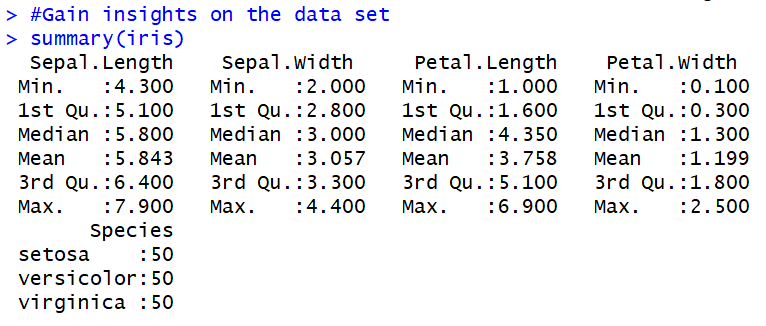 > #Gain insights on the data set
> summary(iris)
  Sepal.Length    Sepal.Width     Petal.Length    Petal.Width
 Min.   :4.300   Min.   :2.000   Min.   :1.000   Min.   :0.100
 1st Qu.:5.100   1st Qu.:2.800   1st Qu.:1.600   1st Qu.:0.300
 Median :5.800   Median :3.000   Median :4.350   Median :1.300
 Mean   :5.843   Mean   :3.057   Mean   :3.758   Mean   :1.199
 3rd Qu.:6.400   3rd Qu.:3.300   3rd Qu.:5.100   3rd Qu.:1.800
 Max.   :7.900   Max.   :4.400   Max.   :6.900   Max.   :2.500
       Species
 setosa    :50
 versicolor:50
 virginica :50